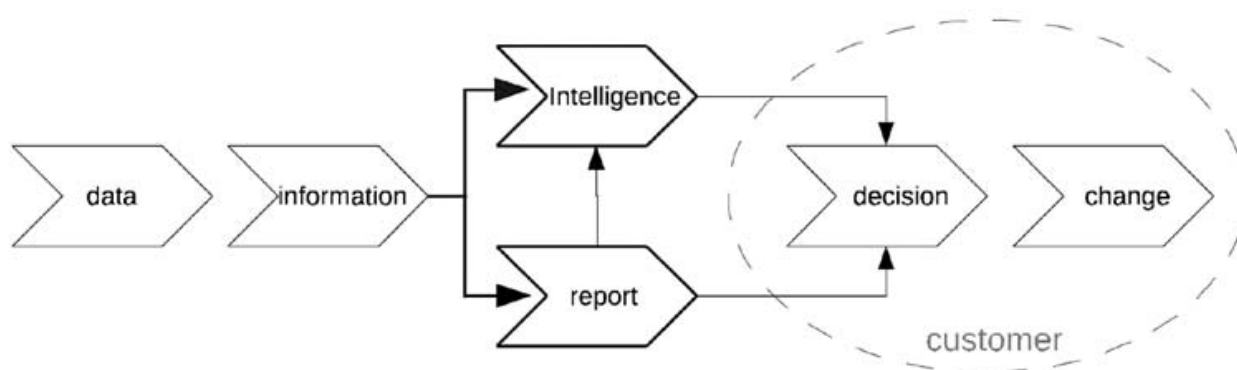 Intelligence
data
information
decision
change
report
customer